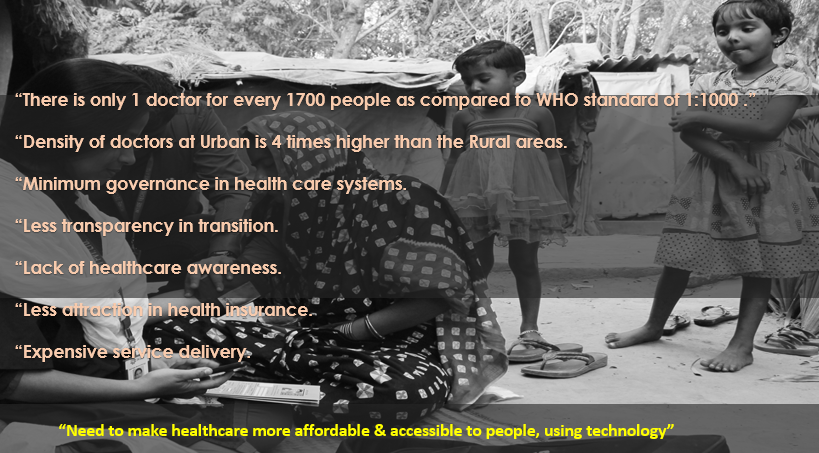 “There is only 1 doctor for every 1700 people as compared to WHO standard of 1:1000 .”
“Density of doctors at Urban is 4 times higher than the Rural areas.
“Minimum governance in health care systems.
“Less transparency in transition.
“Lack of healthcare awareness.
“Less attraction in health insurance.
“Expensive service delivery.
“Need to make healthcare more affordable & accessible to people, using technology”